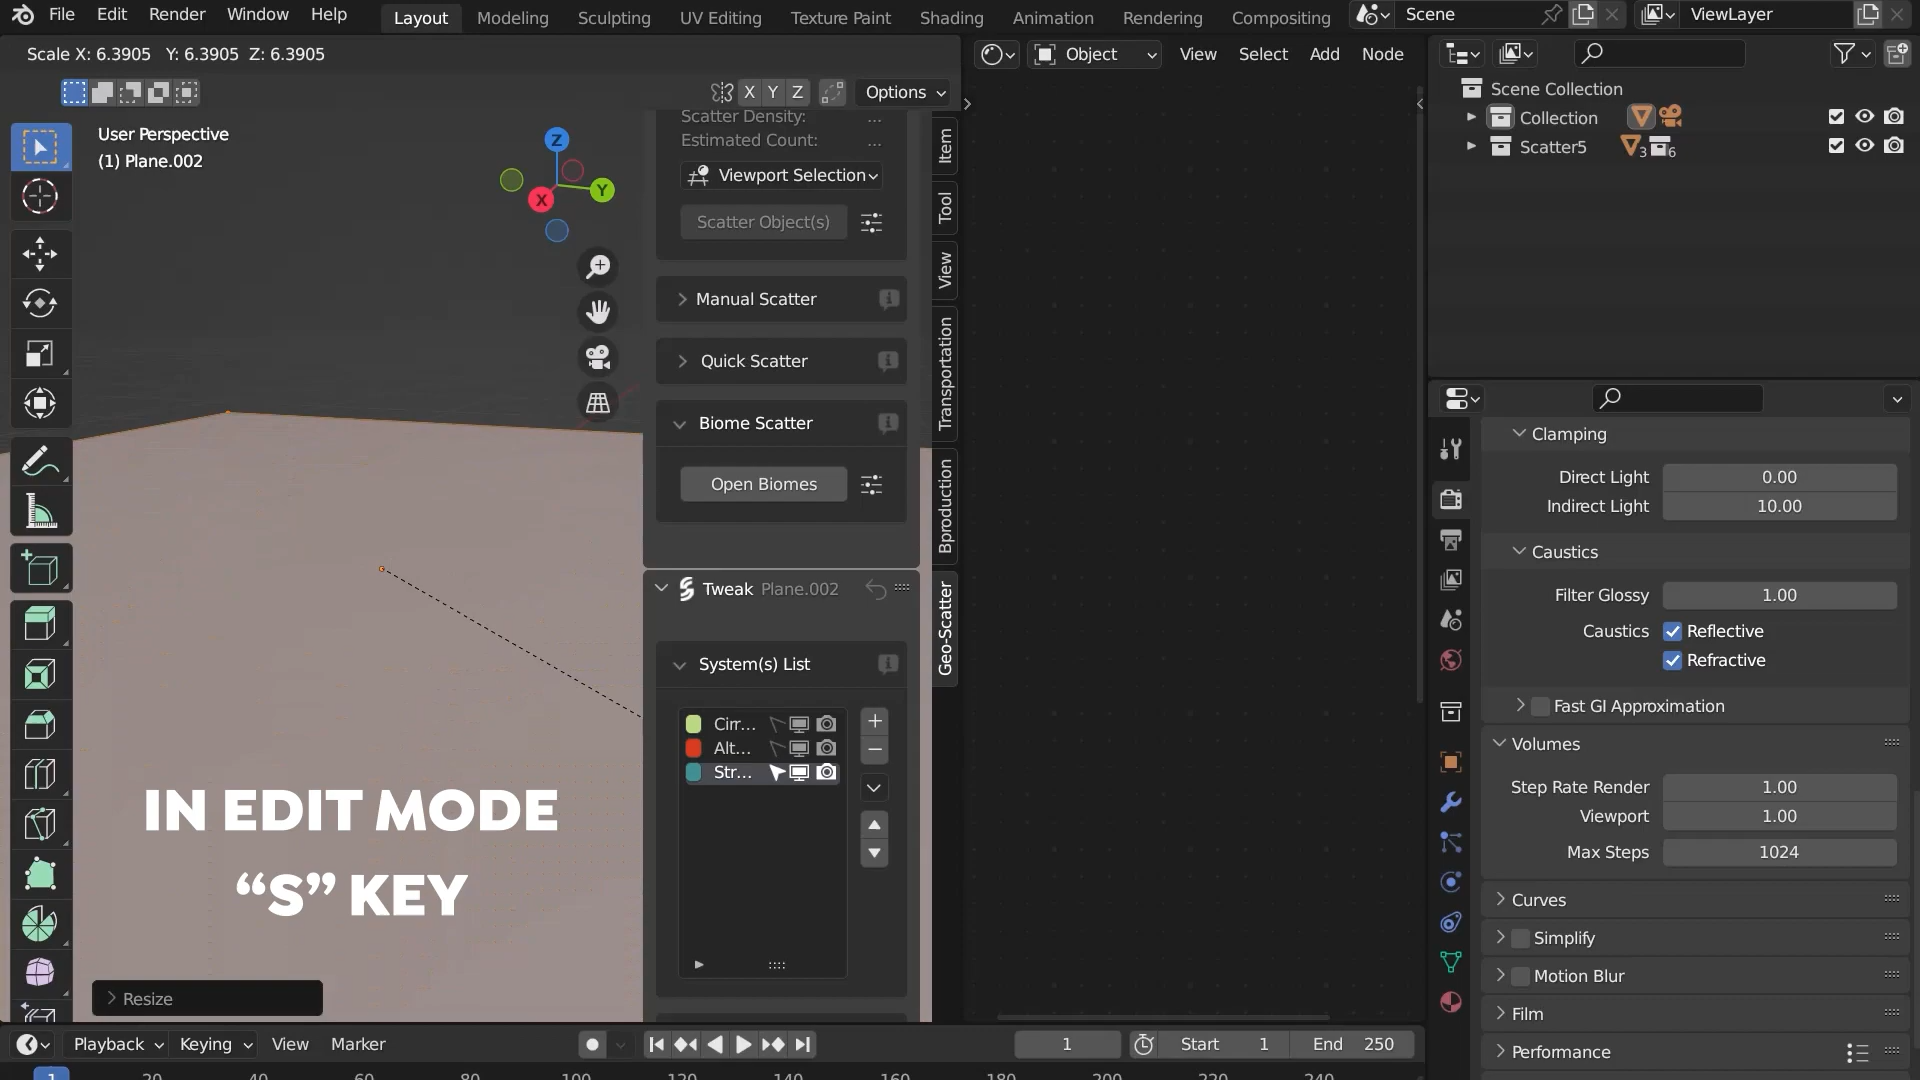 File Edit Render Window Help Layout Modeling Sculpting UV Editing Texture Paint Shading Animation Rendering Compositing Scene ViewLayer
Scale X: 6.3905 Y: 6.3905 Z: 6.3905
Object View Select Add Node
X Y Z Options
User Perspective
(1) Plane.002
Z
Y
X
Scatter Density: ...
Estimated Count: ...
Viewport Selection
Scatter Object(s)
Manual Scatter
Quick Scatter
Biome Scatter
Open Biomes
Tweak Plane.002
System(s) List
Cirr...
Alt...
Str...
Item
Tool
View
Transportation
Bproduction
Geo-Scatter
IN EDIT MODE
“S” KEY
Resize
Scene Collection
Collection
Scatter5 3 6
Clamping
Direct Light 0.00
Indirect Light 10.00
Caustics
Filter Glossy 1.00
Caustics Reflective
Refractive
Fast GI Approximation
Volumes
Step Rate Render 1.00
Viewport 1.00
Max Steps 1024
Curves
Simplify
Motion Blur
Film
Performance
Playback Keying View Marker 1 Start 1 End 250
1 20 40 60 80 100 120 140 160 180 200 220 240